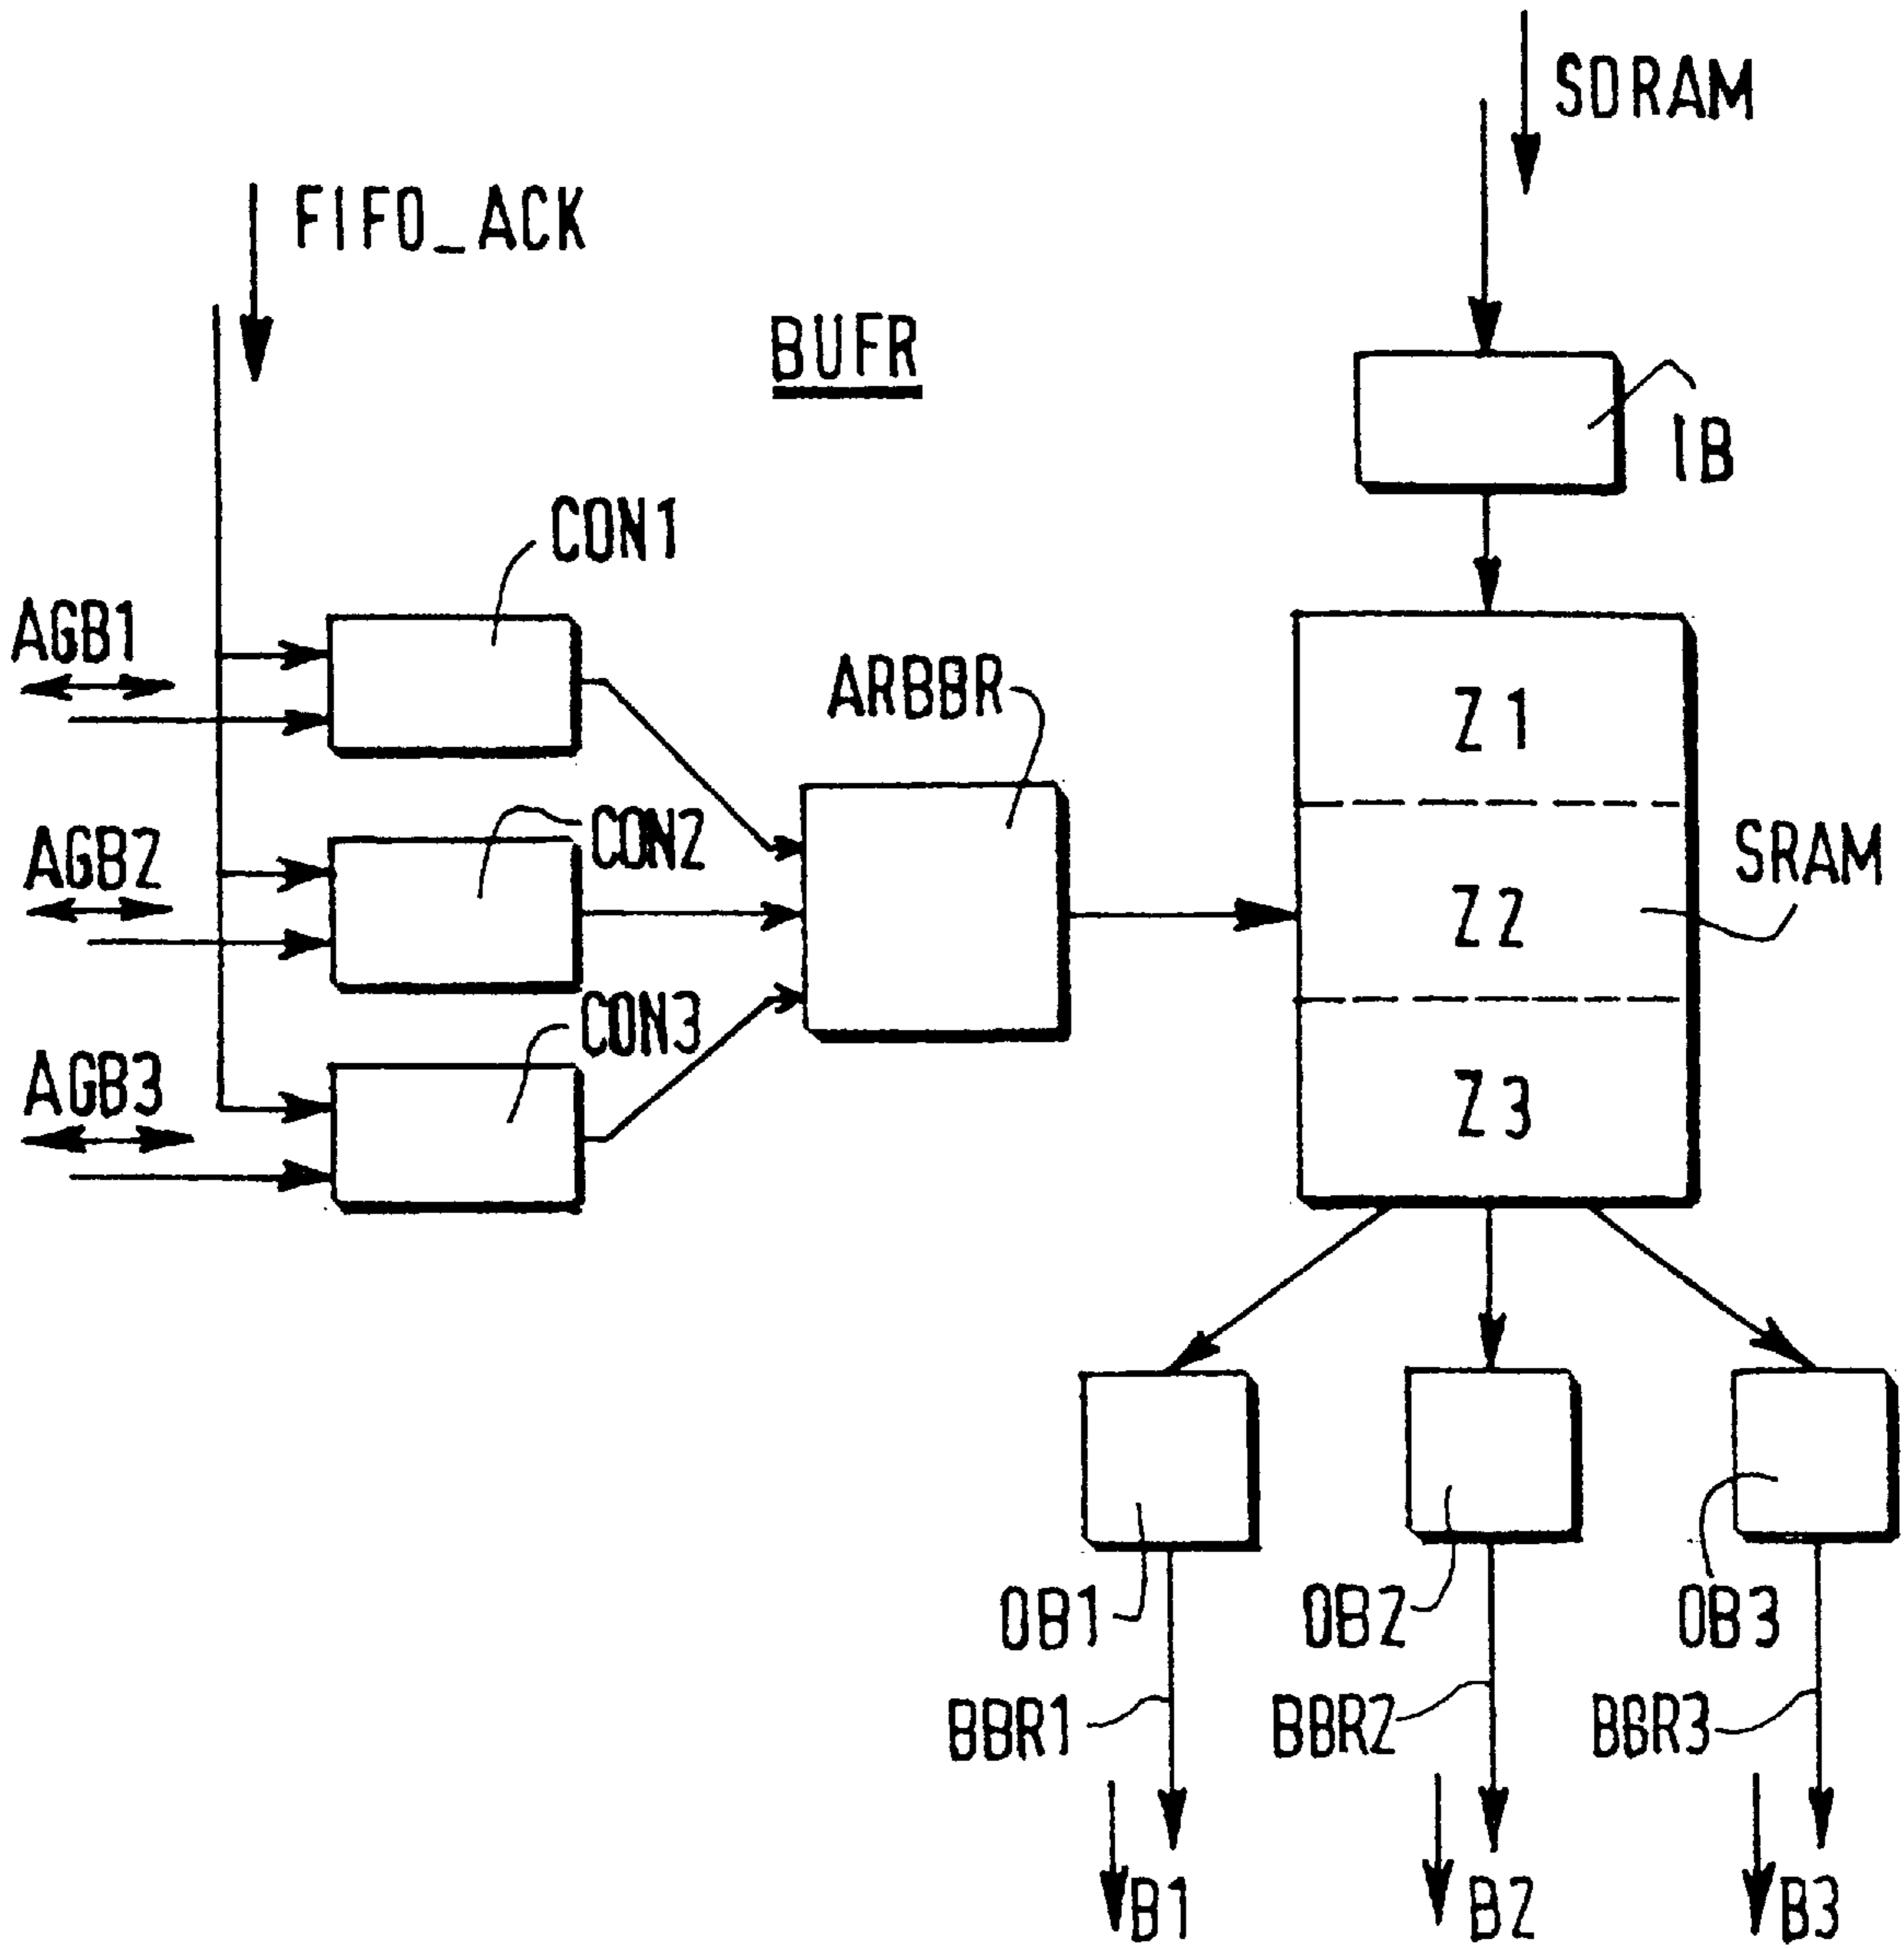 SDRAM
FIFO_ACK
BUFR
IB
CON1
AGB1
ARBBR
Z1
CON2
AGB2
SRAM
Z2
CON3
AGB3
Z3
OB1
OB2
OB3
BBR1
BBR2
BBR3
B1
B2
B3